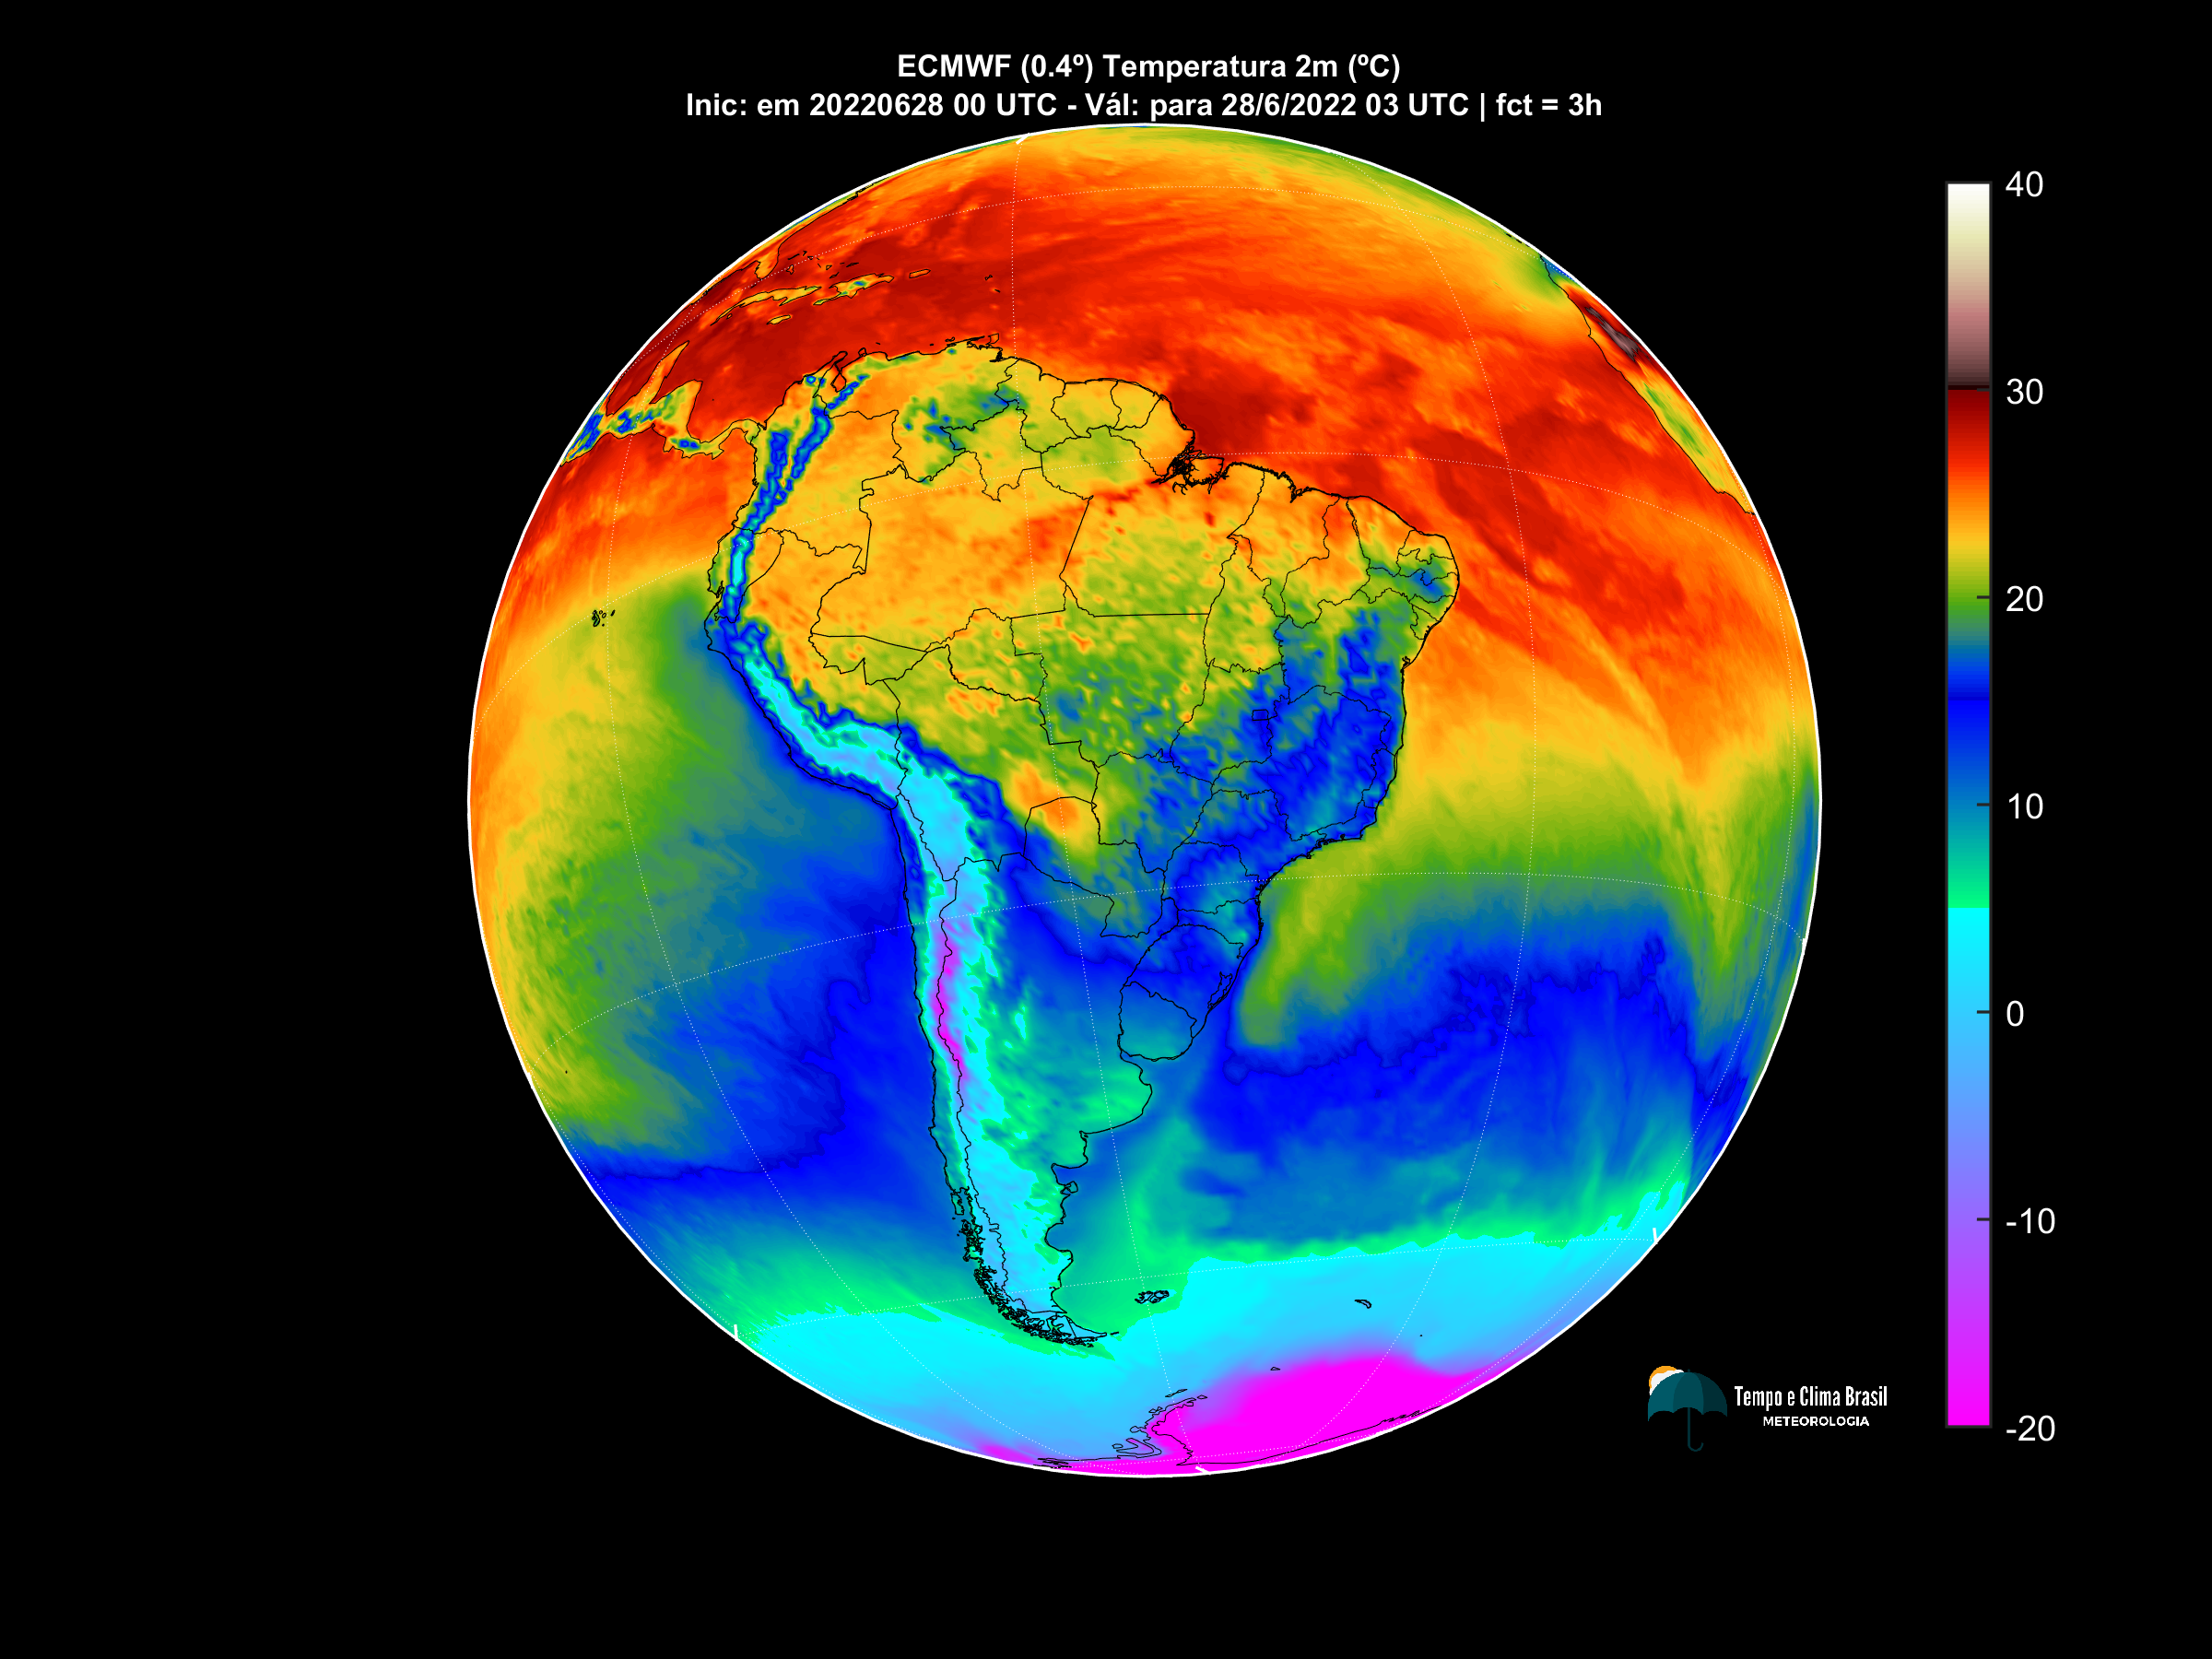 ECMWF (0.4º) Temperatura 2m (ºC)
Inic: em 20220628 00 UTC - Vál: para 28/6/2022 03 UTC | fct = 3h
40
30
20
10
0
-10
-20
Tempo e Clima Brasil
METEOROLOGIA